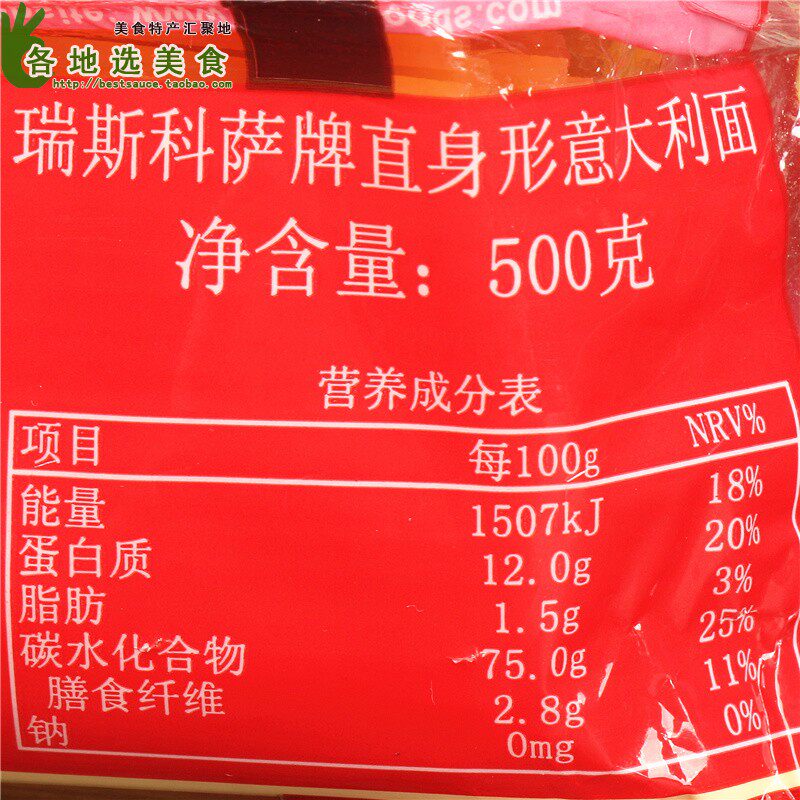 美食特产汇聚地
各地选美食
http://bestsauce.taobao.com
瑞斯科萨牌直身形意大利面
净含量：500克
营养成分表
项目 每100g NRV%
能量 1507kJ 18%
蛋白质 12.0g 20%
脂肪 1.5g 3%
碳水化合物 75.0g 25%
膳食纤维 2.8g 11%
钠 0mg 0%